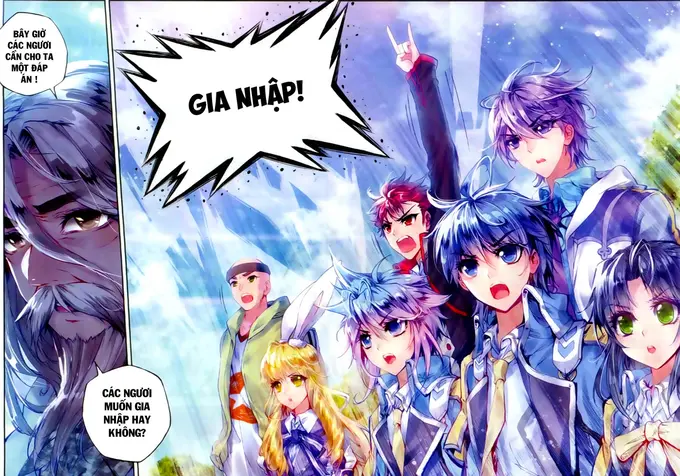 BÂY GIỜ
CÁC NGƯƠI
CẦN CHO TA
MỘT ĐÁP
ÁN !
CÁC NGƯƠI
MUỐN GIA
NHẬP HAY
KHÔNG?
GIA NHẬP!